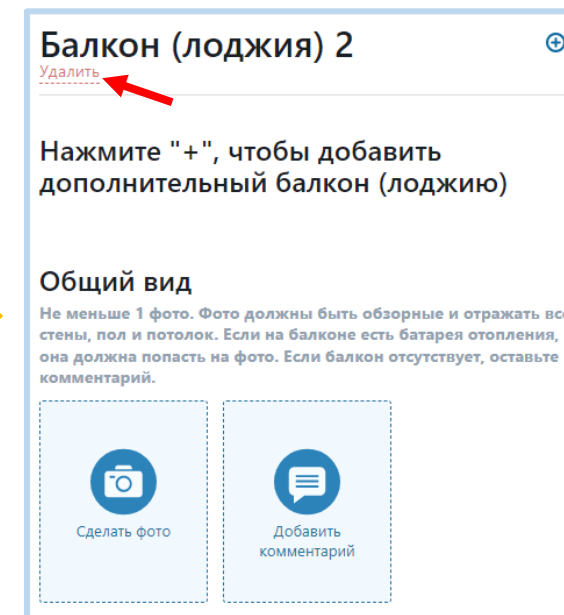 Балкон (лоджия) 2
Удалить
Нажмите "+", чтобы добавить
дополнительный балкон (лоджию)
Общий вид
Не меньше 1 фото. Фото должны быть обзорные и отражать все
стены, пол и потолок. Если на балконе есть батарея отопления,
она должна попасть на фото. Если балкон отсутствует, оставьте
комментарий.
Сделать фото
Добавить
комментарий